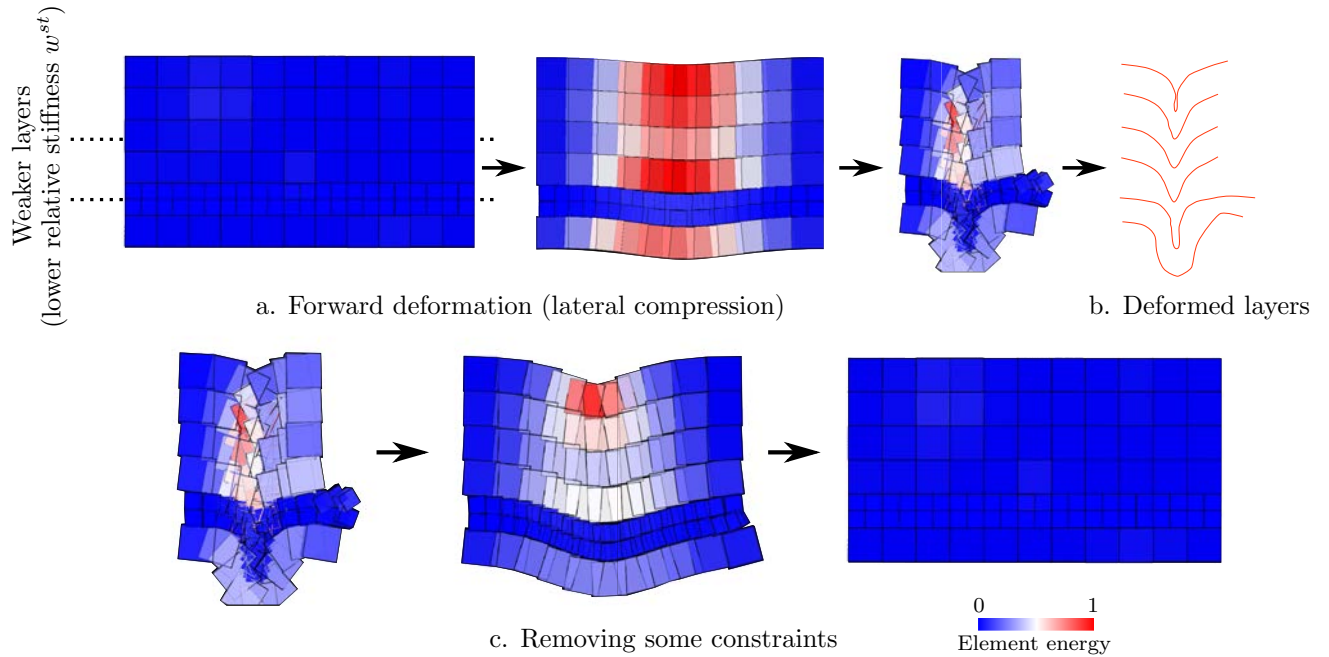 Weaker layers
(lower relative stiffness w^{st})
a. Forward deformation (lateral compression)
b. Deformed layers
0 1
Element energy
c. Removing some constraints